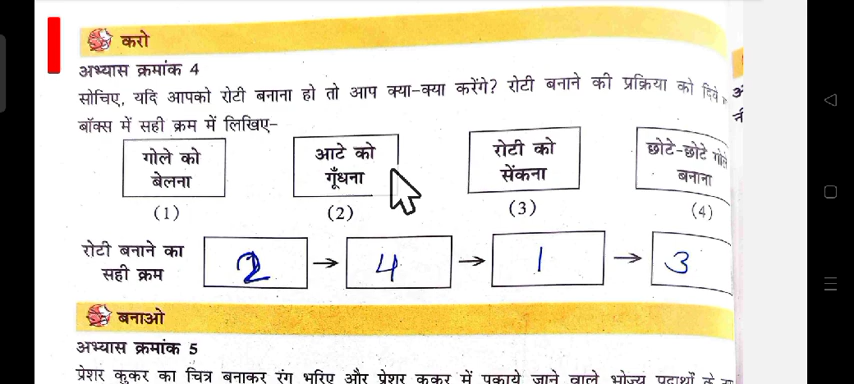 करो
अभ्यास क्रमांक 4
सोचिए, यदि आपको रोटी बनाना हो तो आप क्या-क्या करेंगे? रोटी बनाने की प्रक्रिया को दिये
बॉक्स में सही क्रम में लिखिए-
गोले को
बेलना
(1)
आटे को
गूँधना
(2)
रोटी को
सेंकना
(3)
छोटे-छोटे
बनाना
(4)
रोटी बनाने का
सही क्रम
2 → 4 → 1 → 3
बनाओ
अभ्यास क्रमांक 5
प्रेशर कुकर का चित्र बनाकर रंग भरिए और प्रेशर कुकर में पकाये जाने वाले भोज्य पदार्थों के